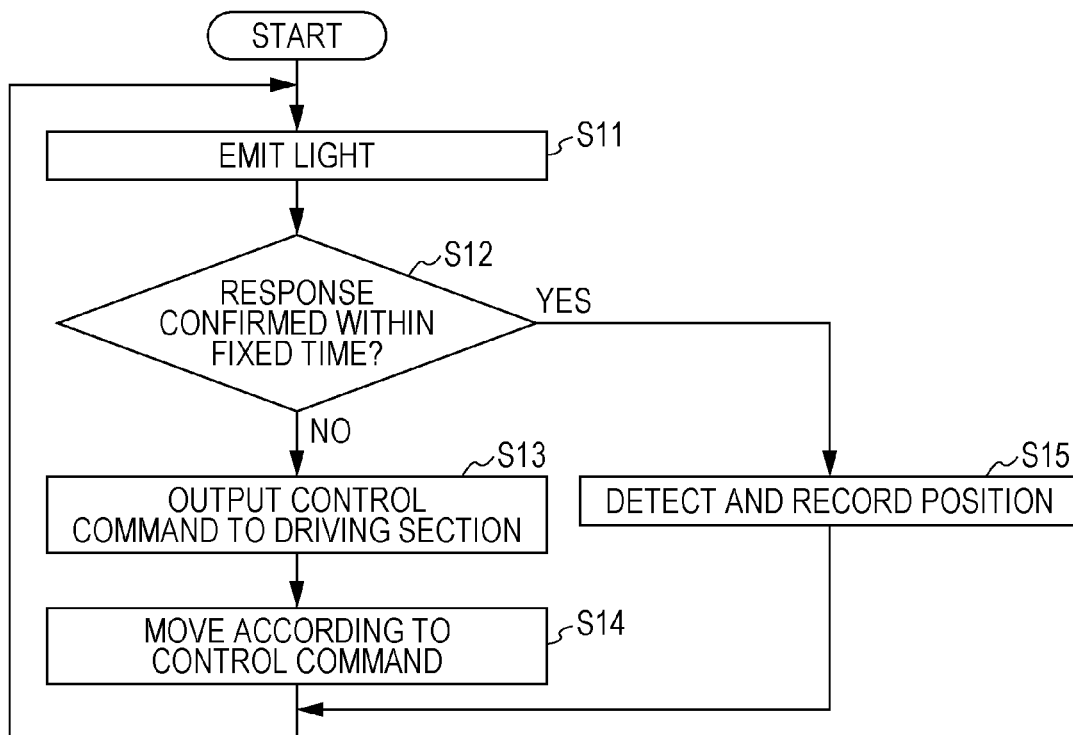 START
S11
EMIT LIGHT
S12
RESPONSE
CONFIRMED WITHIN
FIXED TIME?
YES
NO
S13
OUTPUT CONTROL
COMMAND TO DRIVING SECTION
S15
DETECT AND RECORD POSITION
S14
MOVE ACCORDING TO
CONTROL COMMAND